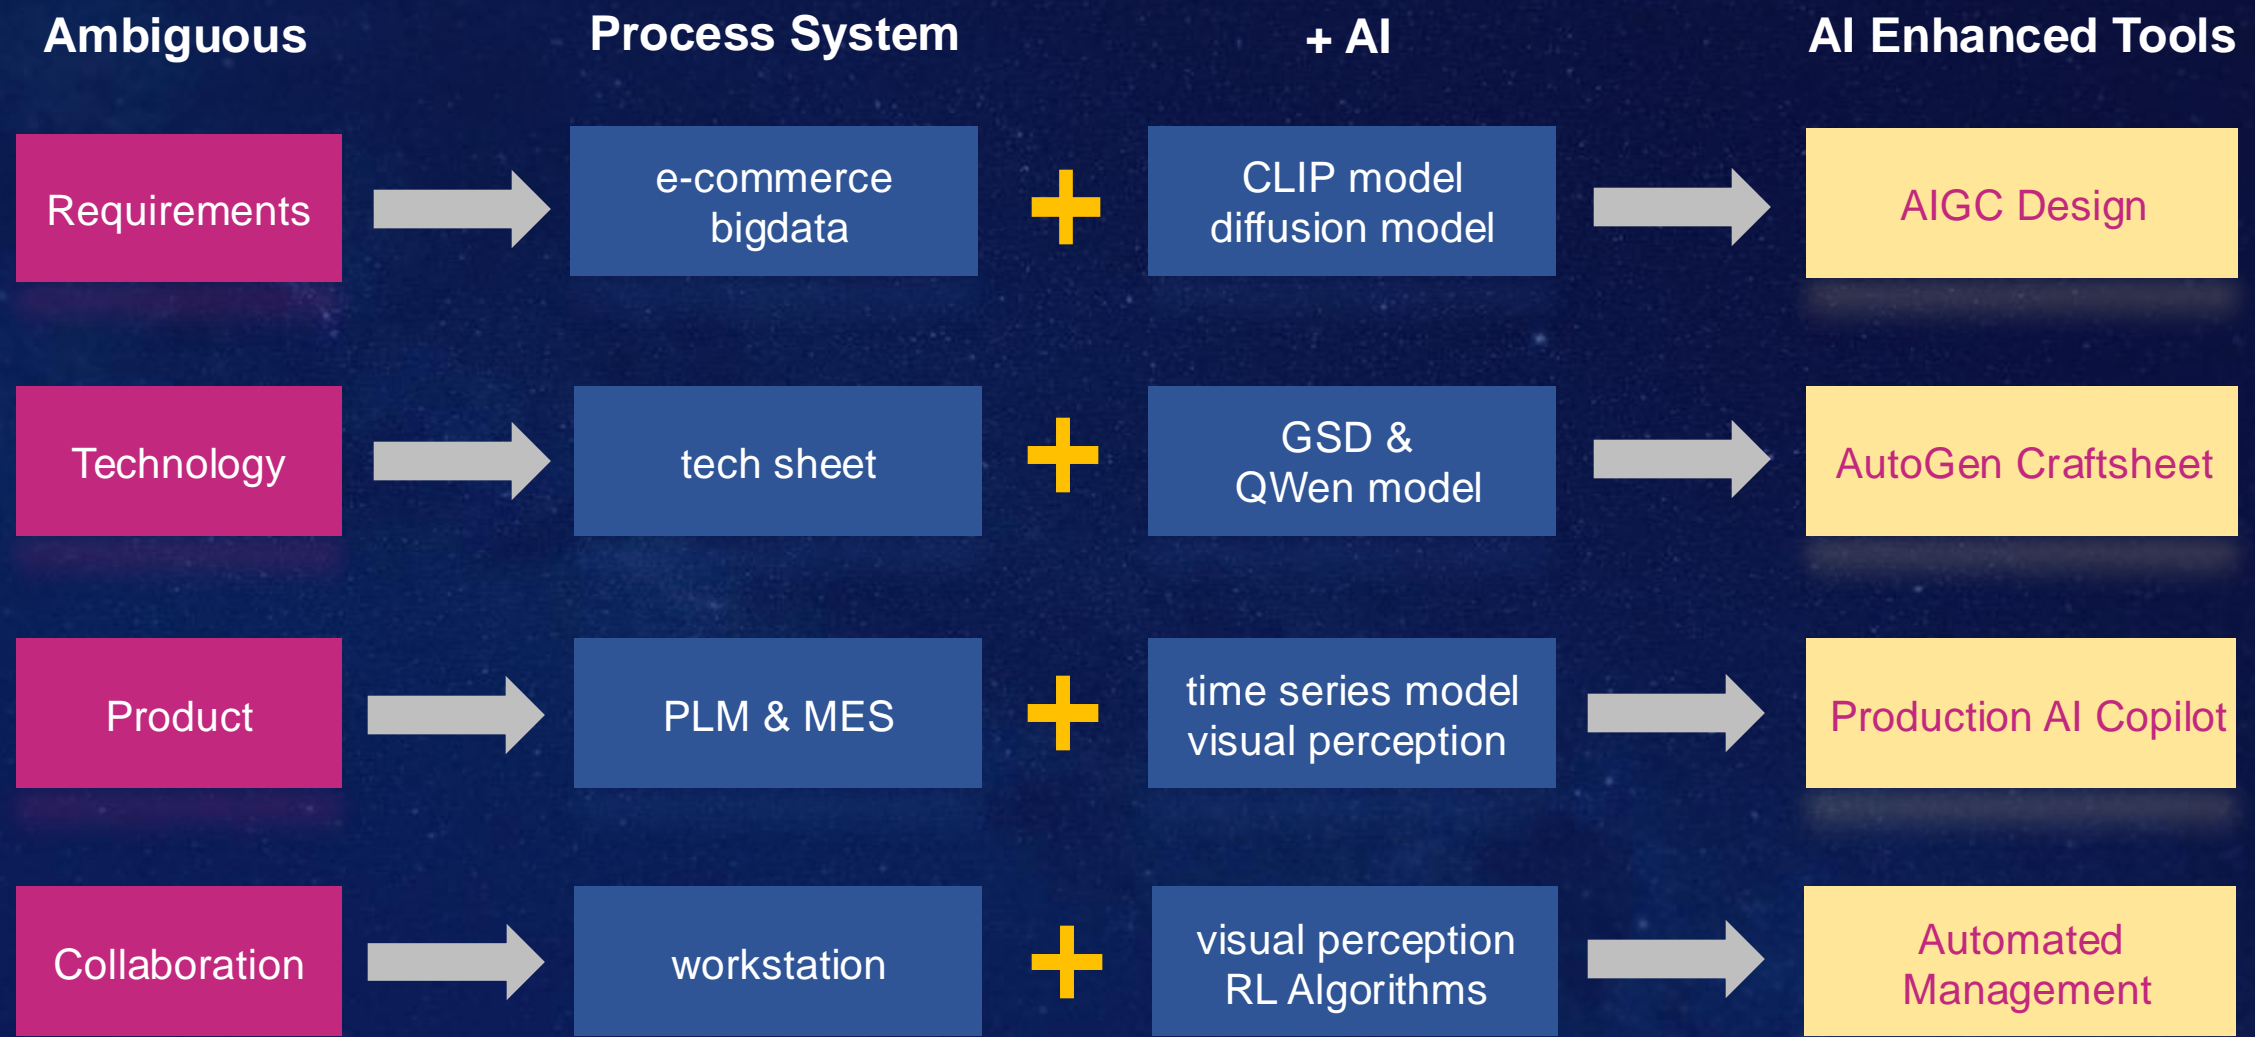 Ambiguous
Process System
+ AI
AI Enhanced Tools
Requirements
e-commerce
bigdata
+
CLIP model
diffusion model
AIGC Design
Technology
tech sheet
+
GSD &
QWen model
AutoGen Craftsheet
Product
PLM & MES
+
time series model
visual perception
Production AI Copilot
Collaboration
workstation
+
visual perception
RL Algorithms
Automated
Management